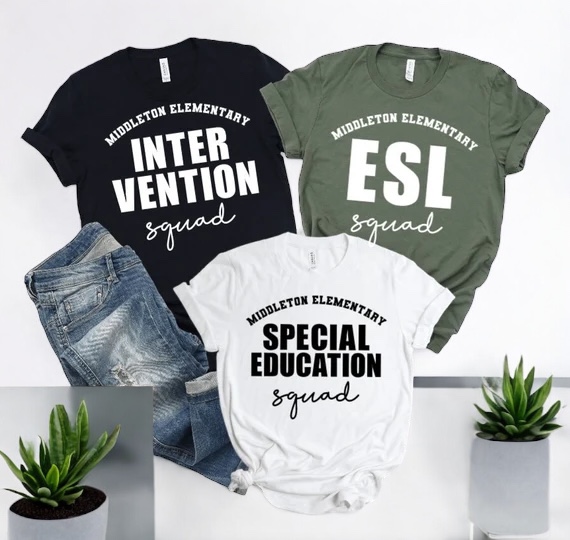 MIDDLETON ELEMENTARY
INTER
VENTION
squad
MIDDLETON ELEMENTARY
ESL
squad
MIDDLETON ELEMENTARY
SPECIAL
EDUCATION
squad